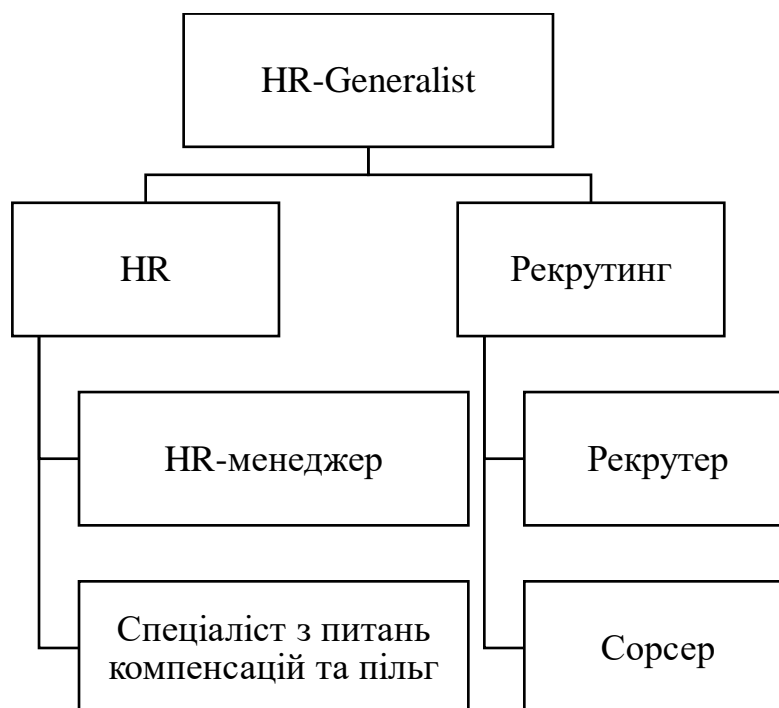 HR-Generalist
HR
Рекрутинг
HR-менеджер
Рекрутер
Спеціаліст з питань
компенсацій та пільг
Сорсер